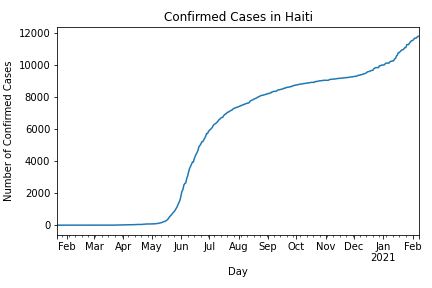 Confirmed Cases in Haiti
Number of Confirmed Cases
12000
10000
8000
6000
4000
2000
0
Feb Mar Apr May Jun Jul Aug Sep Oct Nov Dec Jan Feb
2021
Day